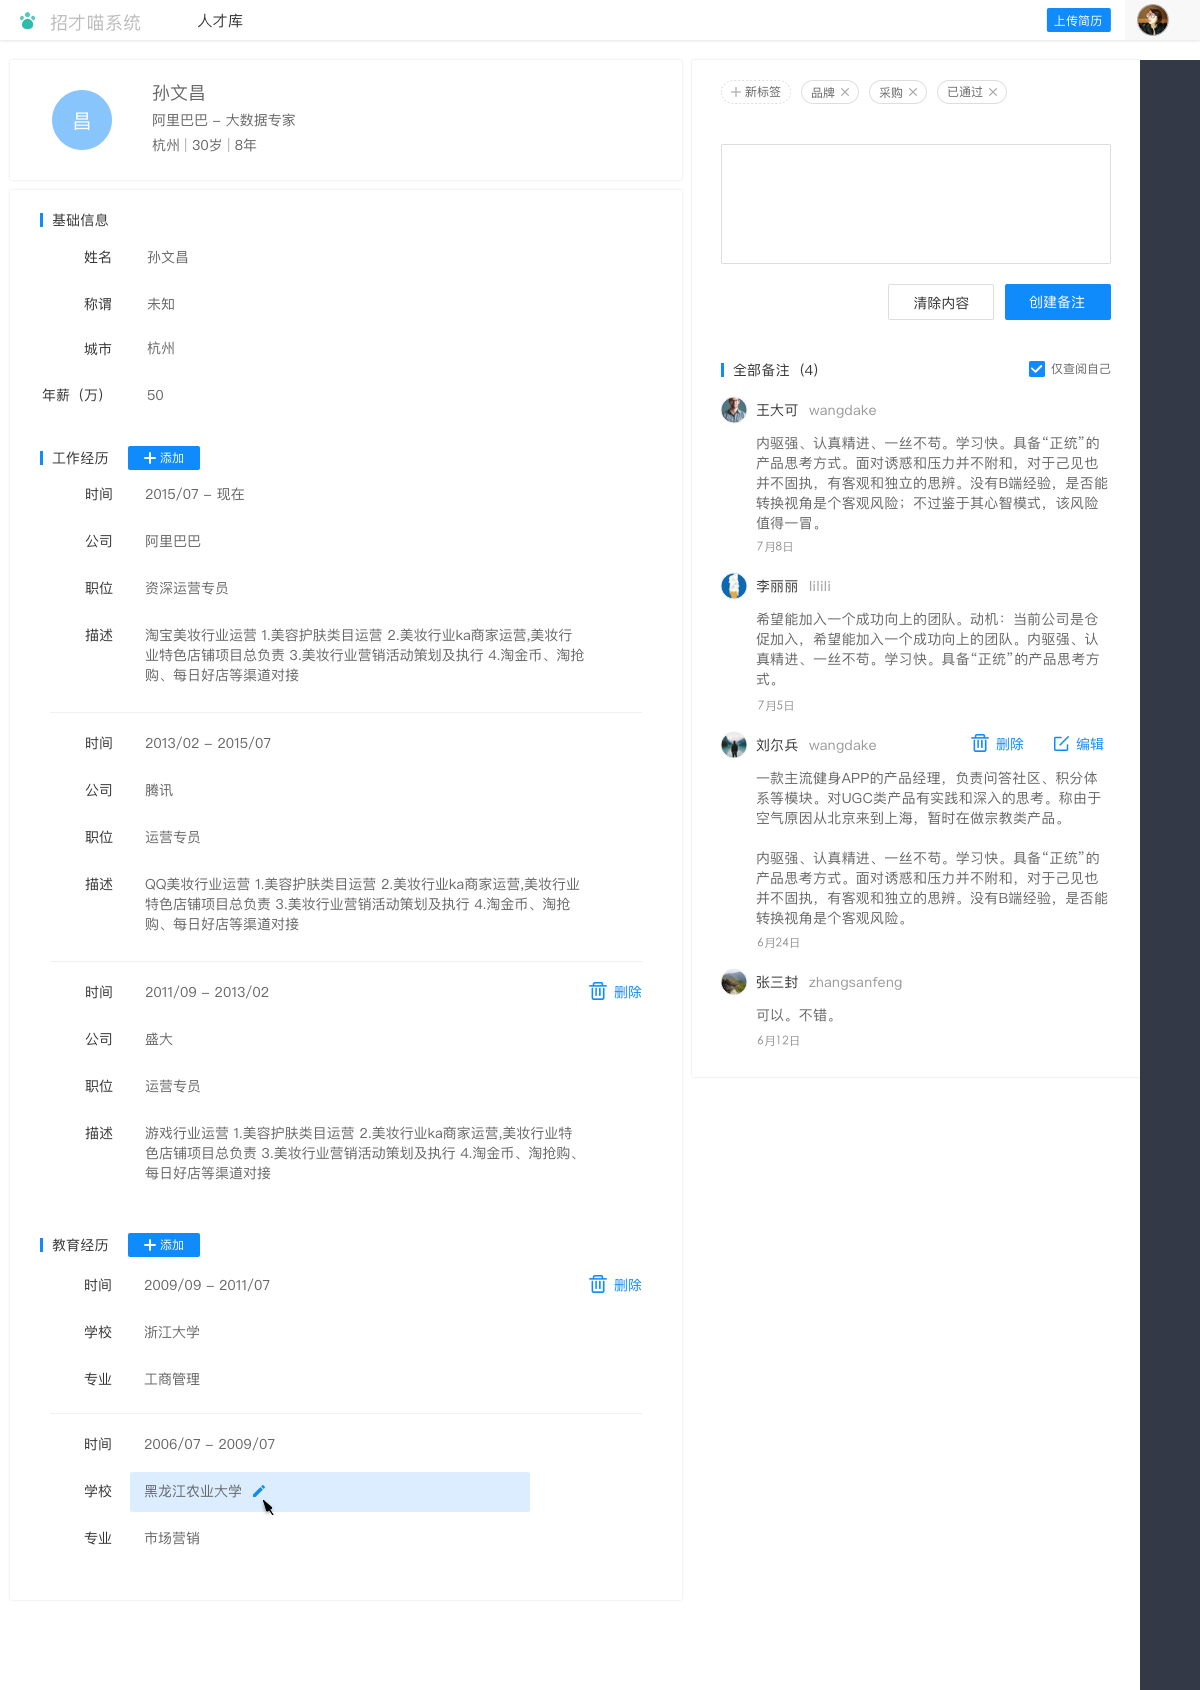 招才喵系统
人才库
上传简历
昌
孙文昌
阿里巴巴 – 大数据专家
杭州 | 30岁 | 8年
基础信息
姓名 孙文昌
称谓 未知
城市 杭州
年薪（万） 50
工作经历
添加
时间 2015/07 – 现在
公司 阿里巴巴
职位 资深运营专员
描述 淘宝美妆行业运营 1.美容护肤类目运营 2.美妆行业ka商家运营,美妆行
业特色店铺项目总负责 3.美妆行业营销活动策划及执行 4.淘金币、淘抢
购、每日好店等渠道对接
时间 2013/02 – 2015/07
公司 腾讯
职位 运营专员
描述 QQ美妆行业运营 1.美容护肤类目运营 2.美妆行业ka商家运营,美妆行业
特色店铺项目总负责 3.美妆行业营销活动策划及执行 4.淘金币、淘抢
购、每日好店等渠道对接
时间 2011/09 – 2013/02 删除
公司 盛大
职位 运营专员
描述 游戏行业运营 1.美容护肤类目运营 2.美妆行业ka商家运营,美妆行业特
色店铺项目总负责 3.美妆行业营销活动策划及执行 4.淘金币、淘抢购、
每日好店等渠道对接
教育经历
添加
时间 2009/09 – 2011/07 删除
学校 浙江大学
专业 工商管理
时间 2006/07 – 2009/07
学校 黑龙江农业大学
专业 市场营销
新标签 品牌 采购 已通过
清除内容 创建备注
全部备注（4） 仅查阅自己
王大可 wangdake
内驱强、认真精进、一丝不苟。学习快。具备“正统”的
产品思考方式。面对诱惑和压力并不附和，对于己见也
并不固执，有客观和独立的思辨。没有B端经验，是否能
转换视角是个客观风险；不过鉴于其心智模式，该风险
值得一冒。
7月8日
李丽丽 lilili
希望能加入一个成功向上的团队。动机：当前公司是仓
促加入，希望能加入一个成功向上的团队。内驱强、认
真精进、一丝不苟。学习快。具备“正统”的产品思考方
式。
7月5日
刘尔兵 wangdake 删除 编辑
一款主流健身APP的产品经理，负责问答社区、积分体
系等模块。对UGC类产品有实践和深入的思考。称由于
空气原因从北京来到上海，暂时在做宗教类产品。
内驱强、认真精进、一丝不苟。学习快。具备“正统”的
产品思考方式。面对诱惑和压力并不附和，对于己见也
并不固执，有客观和独立的思辨。没有B端经验，是否能
转换视角是个客观风险。
6月24日
张三封 zhangsanfeng
可以。不错。
6月12日